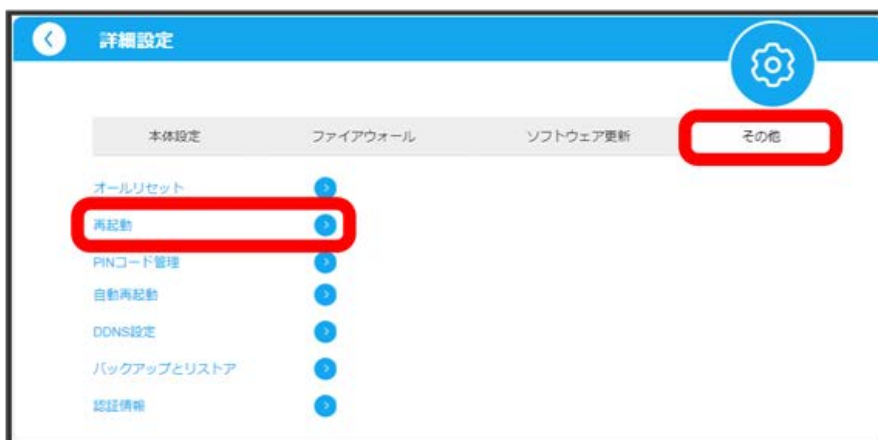 詳細設定
本体設定 ファイアウォール ソフトウェア更新 その他
オールリセット
再起動
PINコード管理
自動再起動
DDNS設定
バックアップとリストア
認証情報